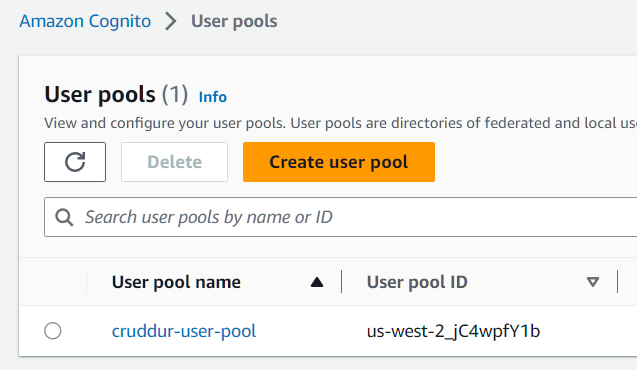 Amazon Cognito > User pools
User pools (1) Info
View and configure your user pools. User pools are directories of federated and local use
Delete Create user pool
Search user pools by name or ID
User pool name User pool ID
cruddur-user-pool us-west-2_jC4wpfY1b